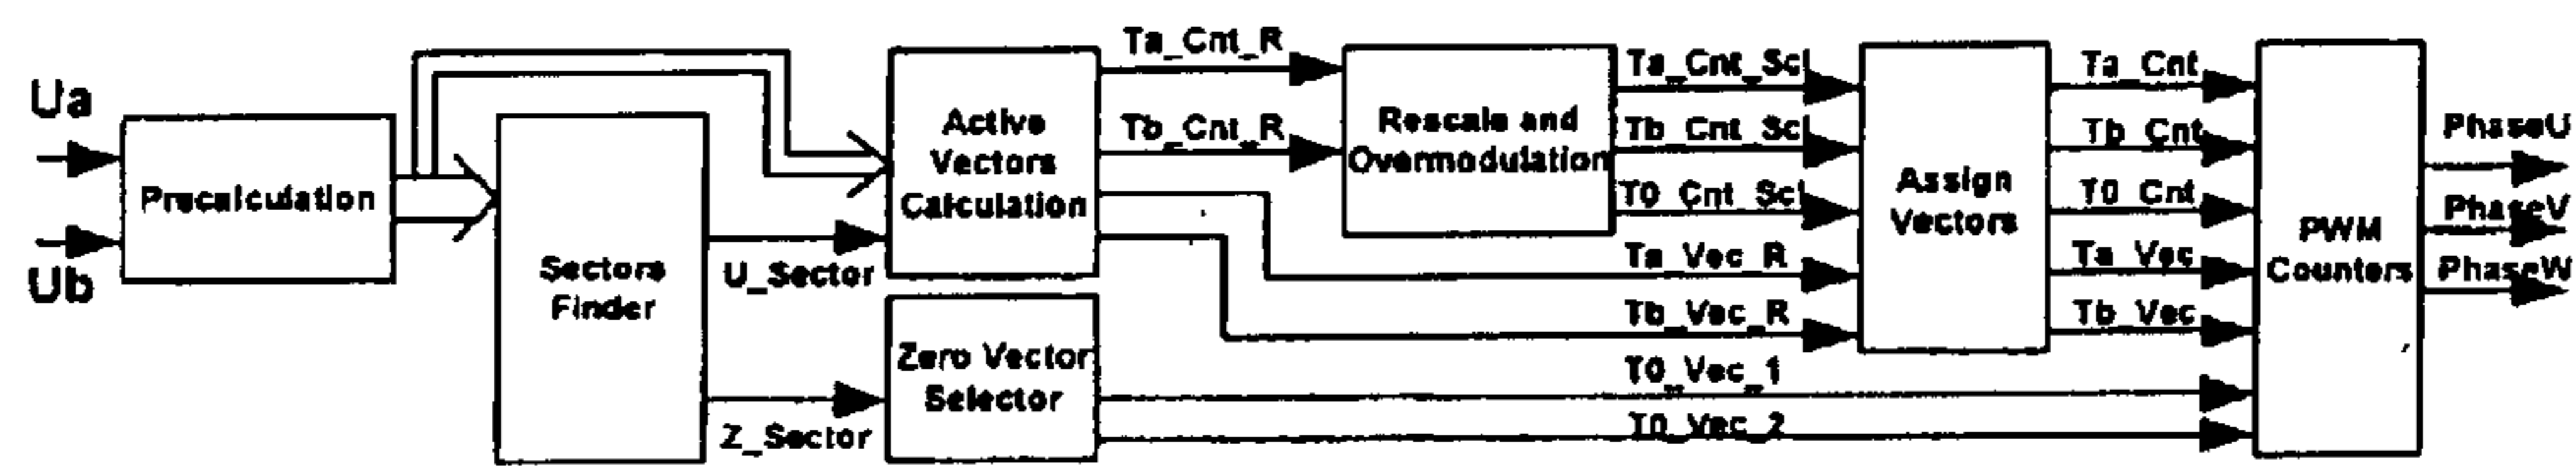 Ua
Ub
Precalculation
Sectors
Finder
U_Sector
Z_Sector
Active
Vectors
Calculation
Zero Vector
Selector
Ta_Cnt_R
Tb_Cnt_R
Rescale and
Overmodulation
Ta_Cnt_Scl
Tb_Cnt_Scl
T0_Cnt_Scl
Ta_Vec_R
Tb_Vec_R
T0_Vec_1
T0_Vec_2
Assign
Vectors
Ta_Cnt
Tb_Cnt
T0_Cnt
Ta_Vec
Tb_Vec
PWM
Counters
PhaseU
PhaseV
PhaseW